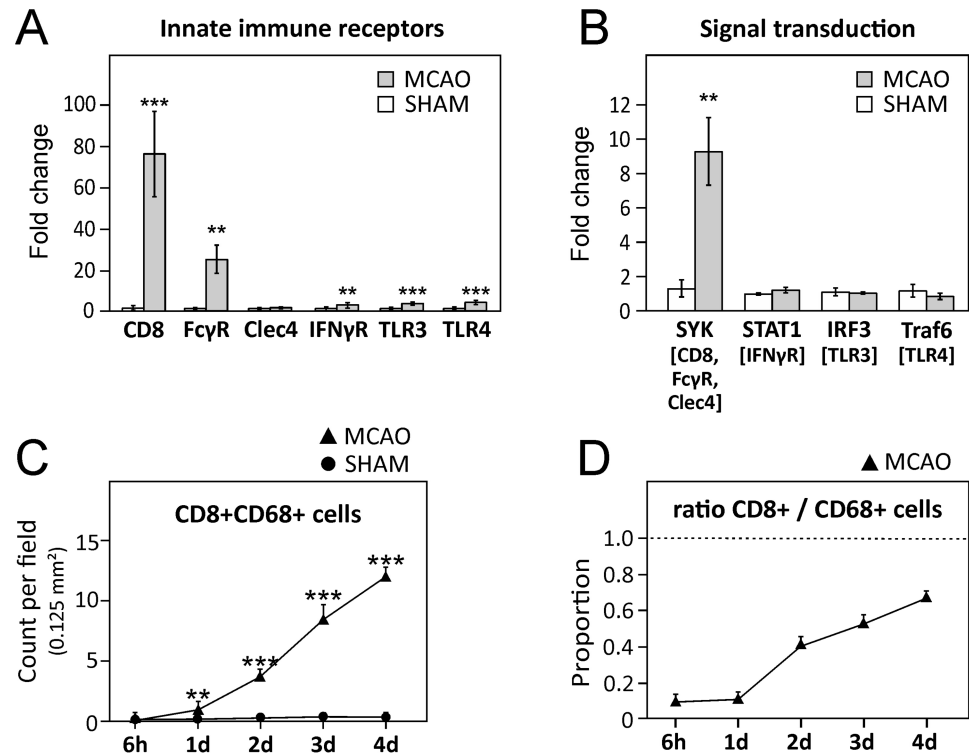 A
Innate immune receptors
MCAO
SHAM
Fold change
100
80
60
40
20
0
***
**
**
***
***
CD8 FcγR Clec4 IFNγR TLR3 TLR4
B
Signal transduction
MCAO
SHAM
Fold change
12
10
8
6
4
2
0
**
SYK STAT1 IRF3 Traf6
[CD8, [IFNγR] [TLR3] [TLR4]
FcγR,
Clec4]
C
MCAO
SHAM
CD8+CD68+ cells
Count per field
(0.125 mm²)
15
10
5
0
**
***
***
***
6h 1d 2d 3d 4d
D
MCAO
ratio CD8+ / CD68+ cells
Proportion
1.0
0.8
0.6
0.4
0.2
0
6h 1d 2d 3d 4d